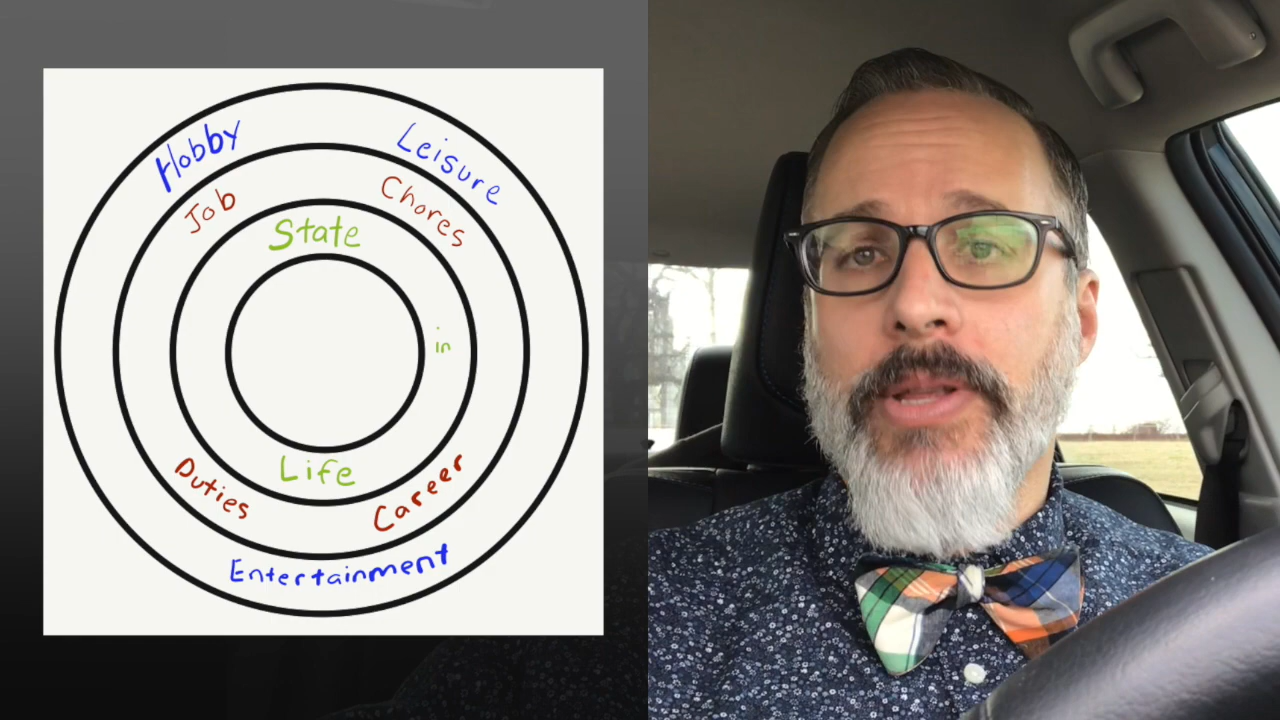 Hobby
Leisure
Job
Chores
State
in
Life
Duties
Career
Entertainment